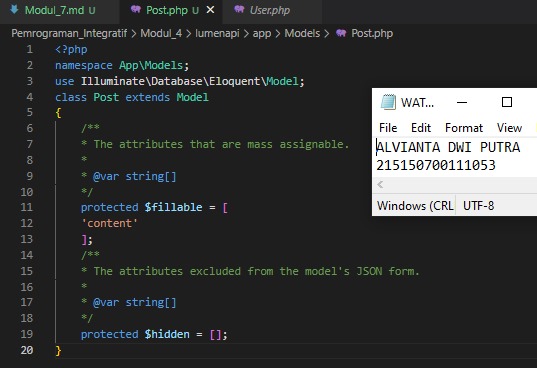 Modul_7.md U
Post.php U
User.php
Pemrograman_Integratif > Modul_4 > lumenapi > app > Models > Post.php
1 <?php
2 namespace App\Models;
3 use Illuminate\Database\Eloquent\Model;
4 class Post extends Model
5 {
6 /**
7 * The attributes that are mass assignable.
8 *
9 * @var string[]
10 */
11 protected $fillable = [
12 'content'
13 ];
14 /**
15 * The attributes excluded from the model's JSON form.
16 *
17 * @var string[]
18 */
19 protected $hidden = [];
20 }
WAT...
File Edit Format View
ALVIANTA DWI PUTRA
215150700111053
Windows (CRL UTF-8